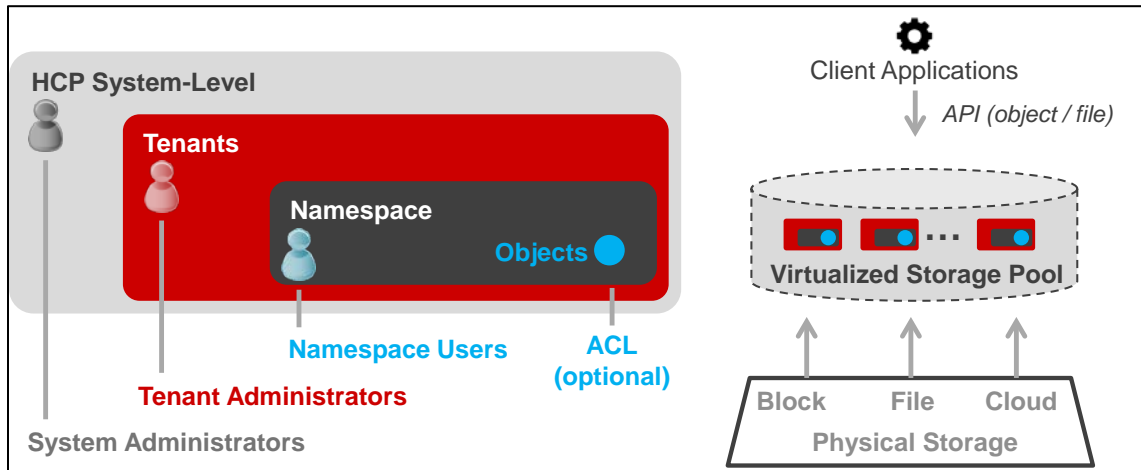 HCP System-Level
Tenants
Namespace
Objects
Namespace Users
ACL
(optional)
Tenant Administrators
System Administrators
Client Applications
API (object / file)
...
Virtualized Storage Pool
Block File Cloud
Physical Storage